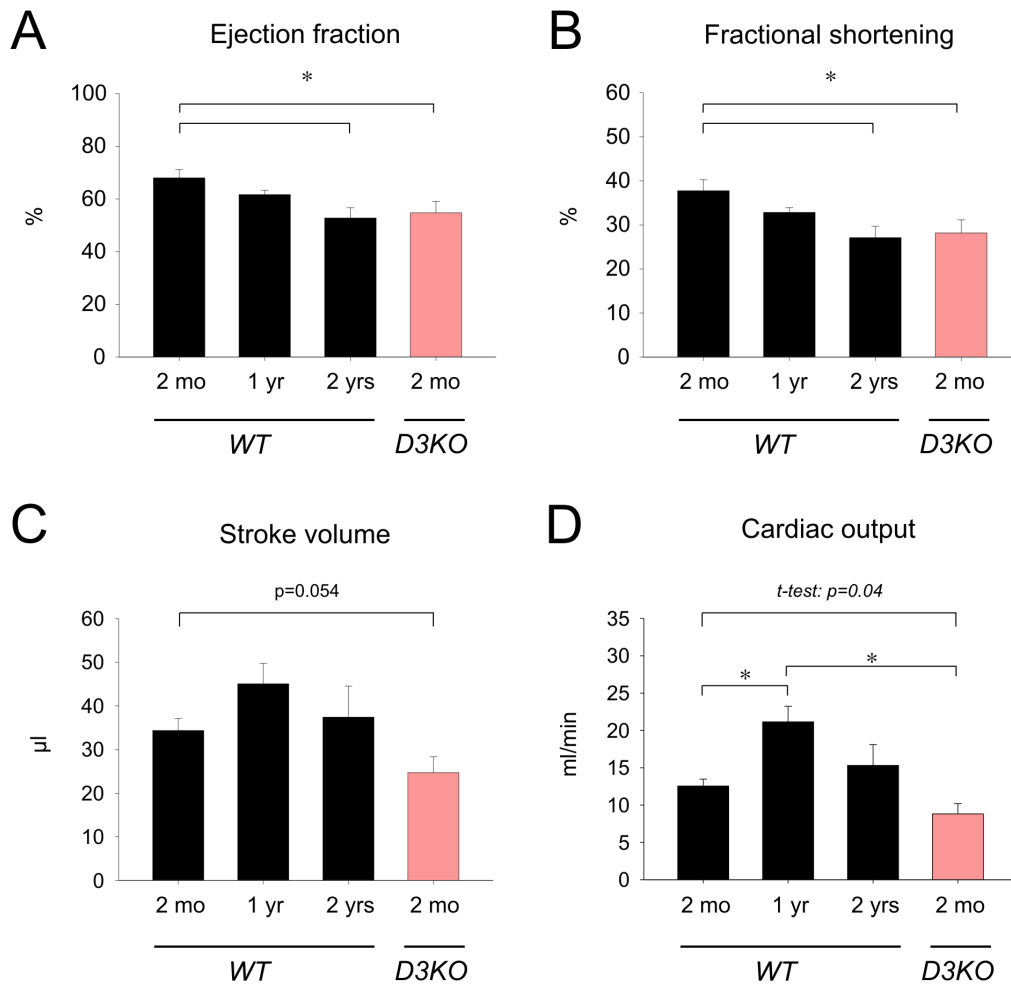 A
Ejection fraction
*
100
80
60
40
20
0
%
2 mo
1 yr
2 yrs
2 mo
WT
D3KO
B
Fractional shortening
*
60
50
40
30
20
10
0
%
2 mo
1 yr
2 yrs
2 mo
WT
D3KO
C
Stroke volume
p=0.054
60
50
40
30
20
10
0
µl
2 mo
1 yr
2 yrs
2 mo
WT
D3KO
D
Cardiac output
t-test: p=0.04
*
*
35
30
25
20
15
10
5
0
ml/min
2 mo
1 yr
2 yrs
2 mo
WT
D3KO